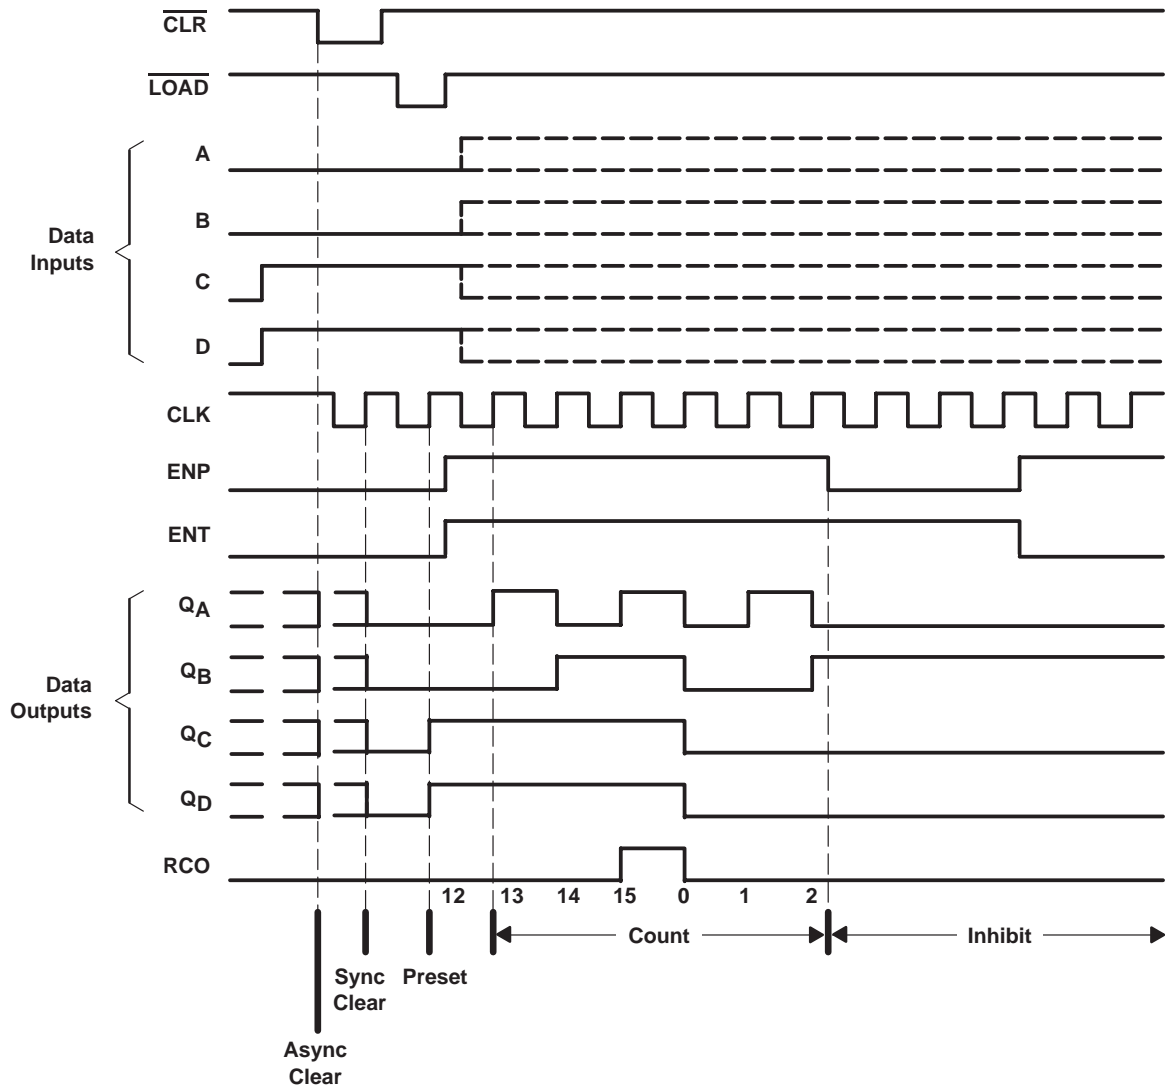 CLR
LOAD
A
B
Data
Inputs
C
D
CLK
ENP
ENT
QA
QB
Data
Outputs
QC
QD
RCO
12 13 14 15 0 1 2
Count Inhibit
Sync Preset
Clear
Async
Clear